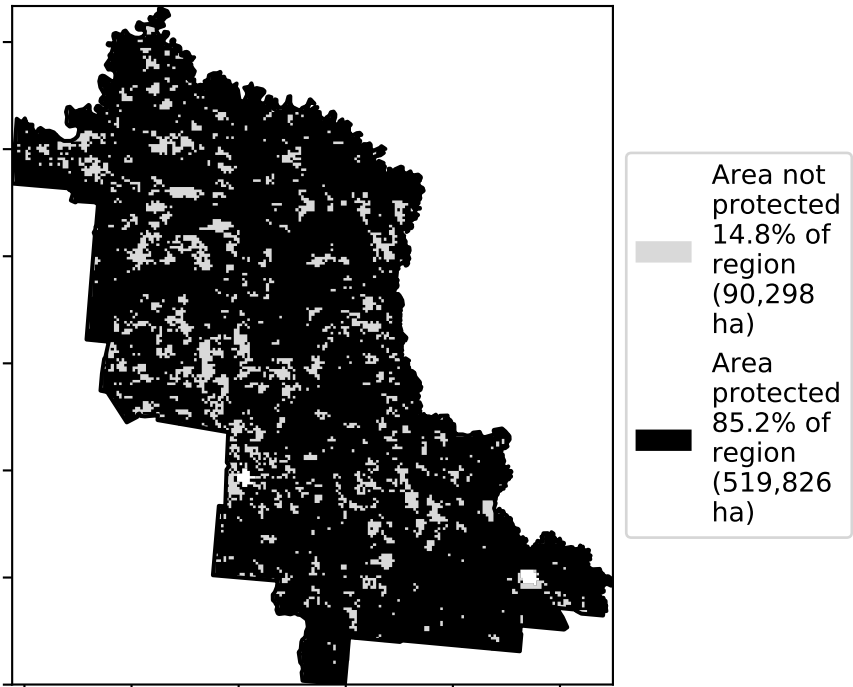 Area not
protected
14.8% of
region
(90,298
ha)
Area
protected
85.2% of
region
(519,826
ha)